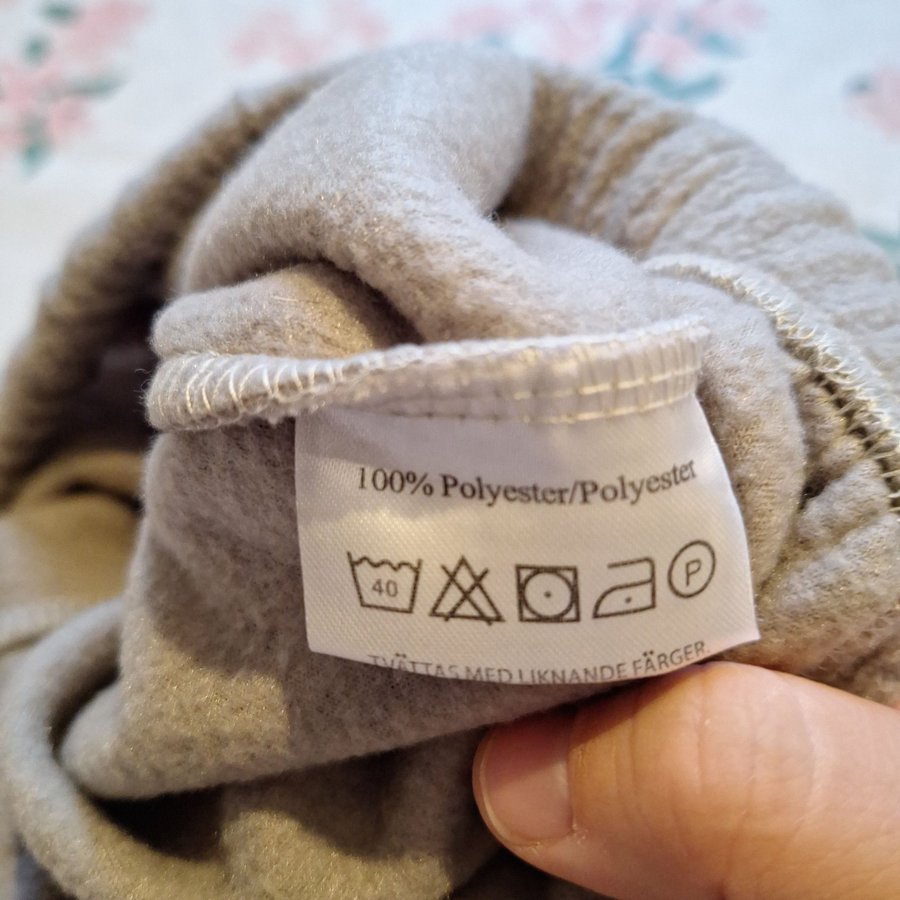 100% Polyester/Polyester
40 P
TVÄTTAS MED LIKNANDE FÄRGER.